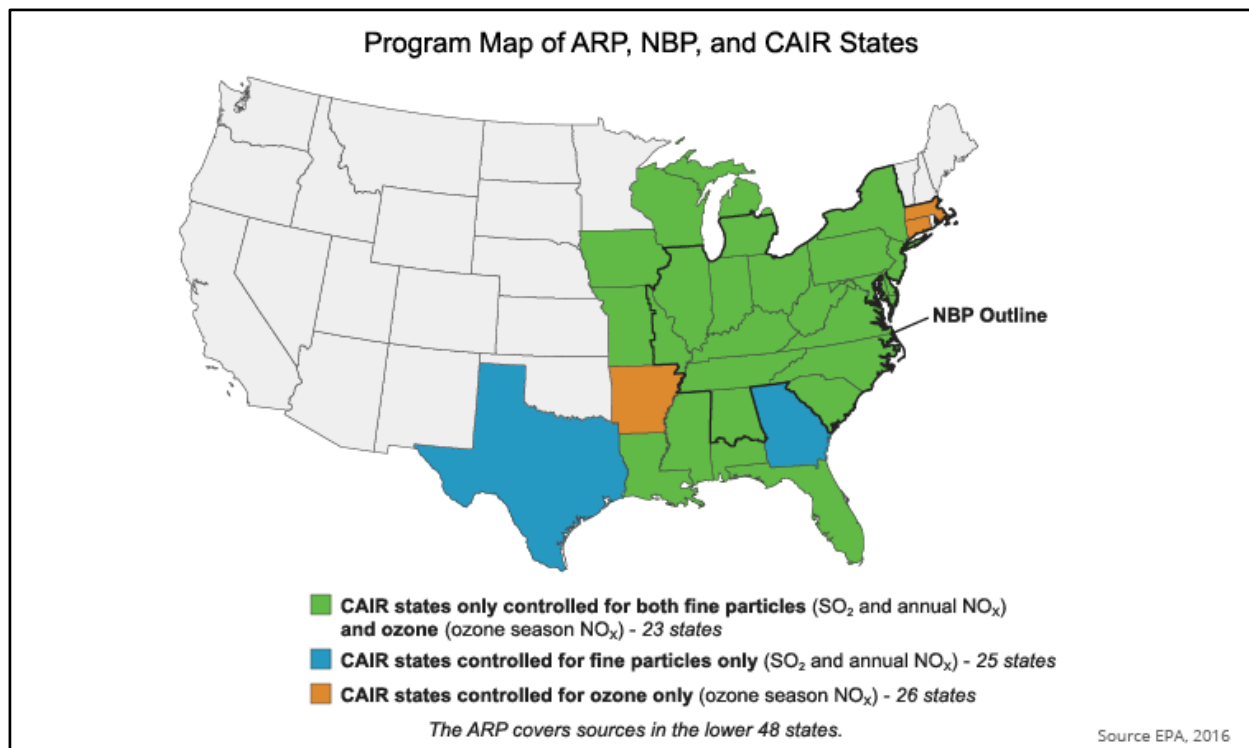 Program Map of ARP, NBP, and CAIR States
NBP Outline
CAIR states only controlled for both fine particles (SO₂ and annual NOₓ)
and ozone (ozone season NOₓ) - 23 states
CAIR states controlled for fine particles only (SO₂ and annual NOₓ) - 25 states
CAIR states controlled for ozone only (ozone season NOₓ) - 26 states
The ARP covers sources in the lower 48 states.
Source EPA, 2016